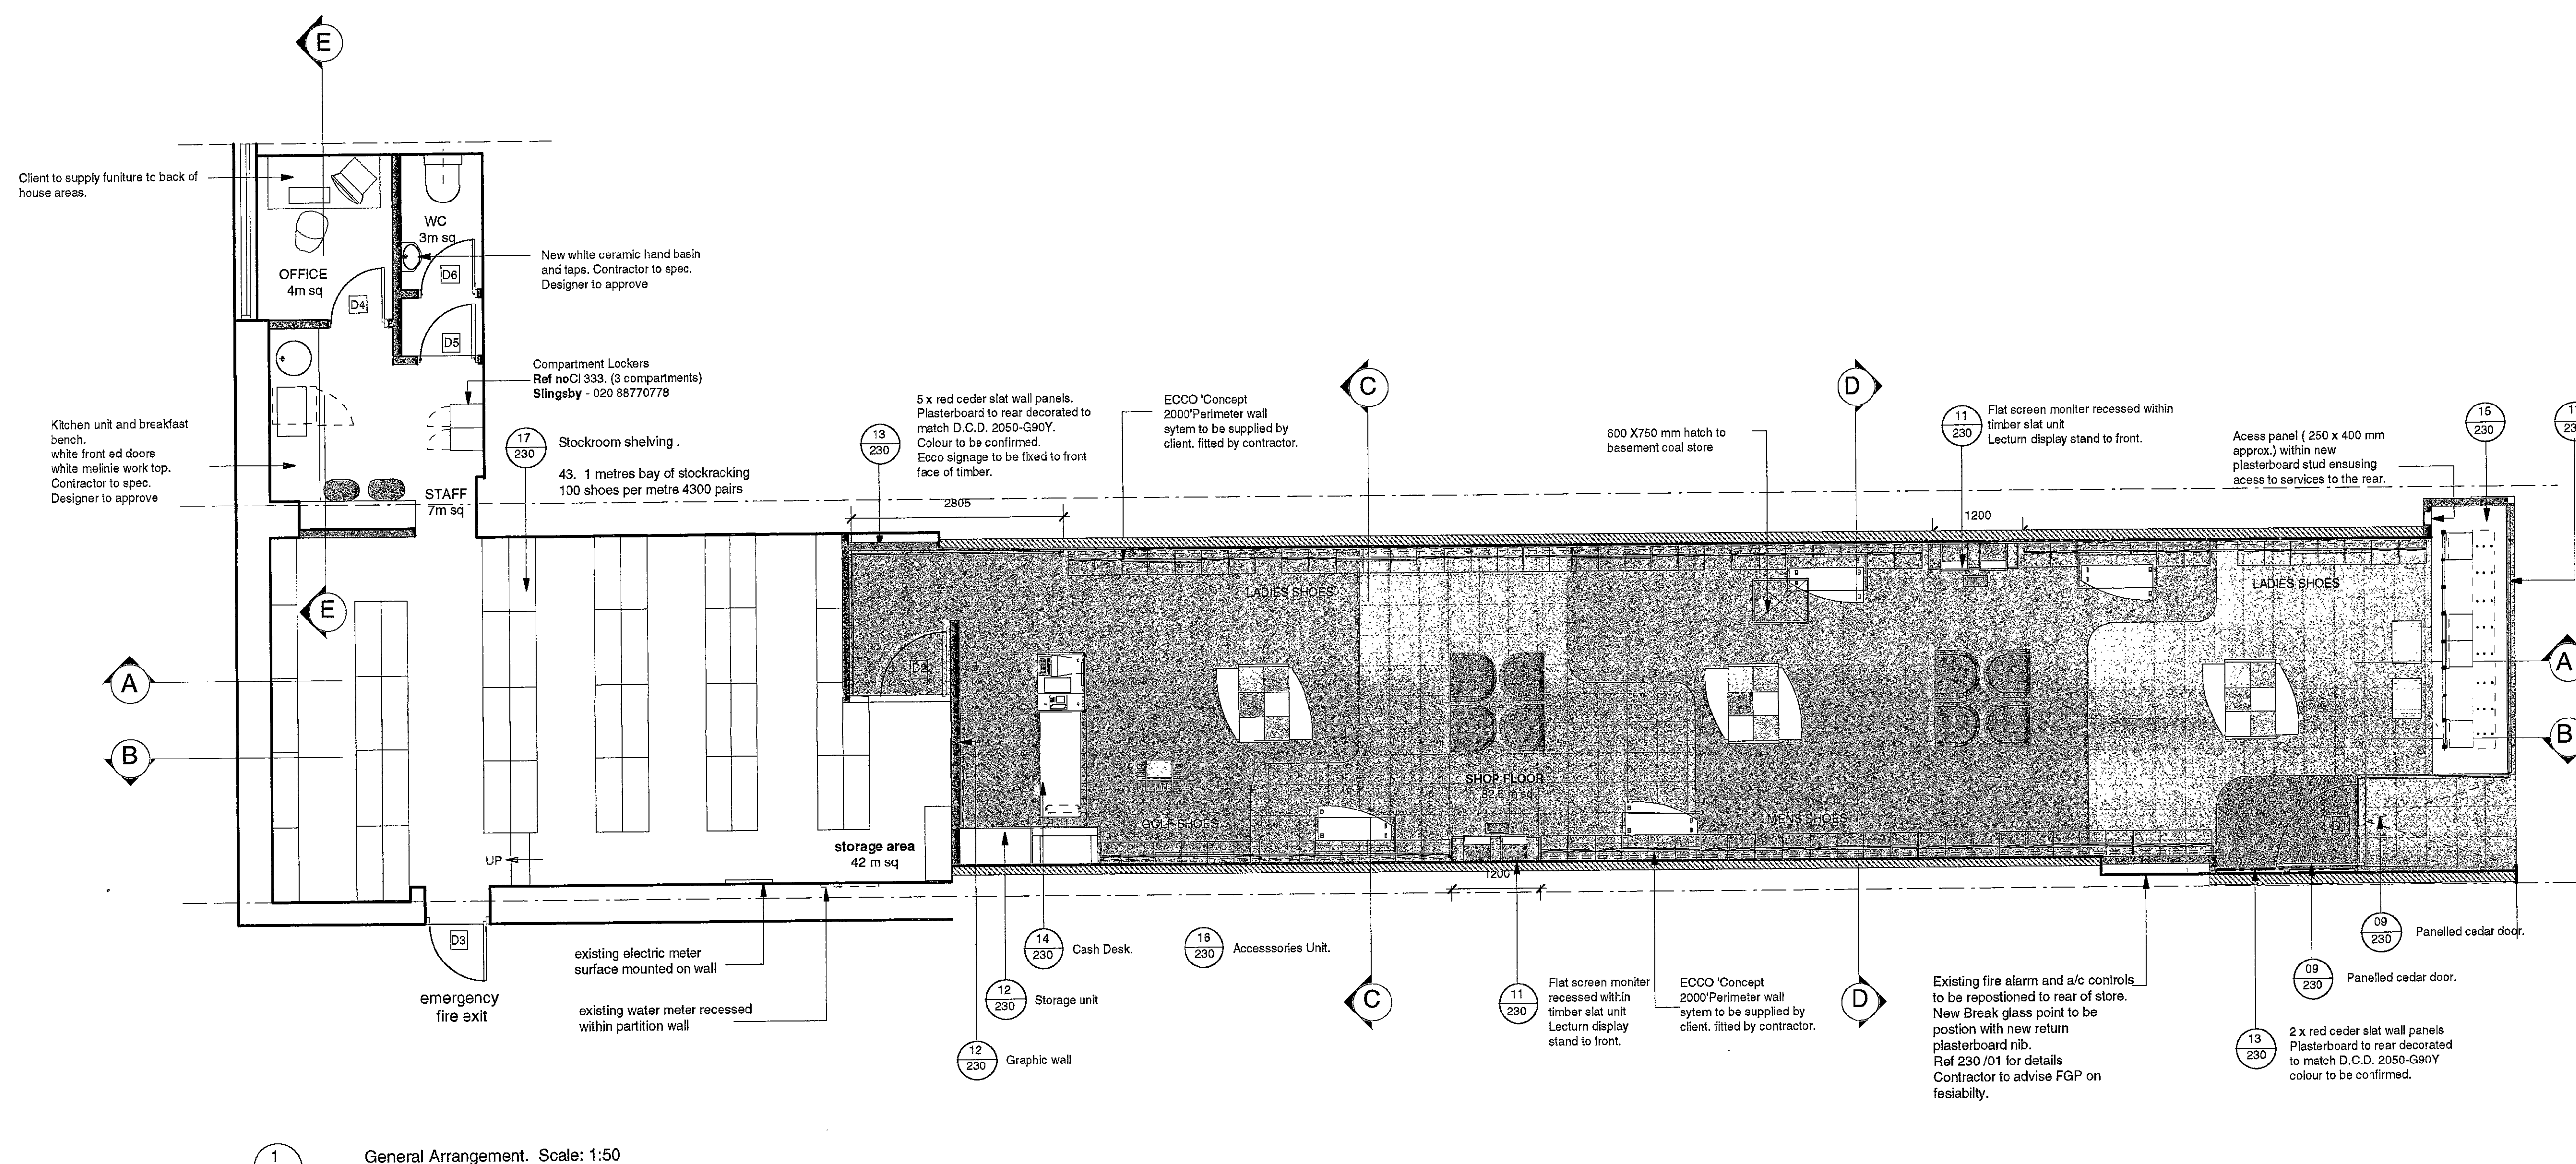 E
Client to supply funiture to back of
house areas.
WC
3m sq
D6
OFFICE
4m sq
D4
D5
New white ceramic hand basin
and taps. Contractor to spec.
Designer to approve
Compartment Lockers
Ref noCl 333. (3 compartments)
Slingsby - 020 88770778
Kitchen unit and breakfast
bench.
white front ed doors
white melinie work top.
Contractor to spec.
Designer to approve
STAFF
7m sq
17
230
Stockroom shelving .
43. 1 metres bay of stockracking
100 shoes per metre 4300 pairs
13
230
5 x red ceder slat wall panels.
Plasterboard to rear decorated to
match D.C.D. 2050-G90Y.
Colour to be confirmed.
Ecco signage to be fixed to front
face of timber.
2805
ECCO 'Concept
2000'Perimeter wall
sytem to be supplied by
client. fitted by contractor.
C
600 X750 mm hatch to
basement coal store
D
11
230
Flat screen moniter recessed within
timber slat unit
Lecturn display stand to front.
1200
Acess panel ( 250 x 400 mm
approx.) within new
plasterboard stud ensusing
acess to services to the rear.
15
230
E
A
B
LADIES SHOES
LADIES SHOES
A
B
SHOP FLOOR
82.6 m sq
GOLF SHOES
MENS SHOES
UP
storage area
42 m sq
1200
D3
emergency
fire exit
existing electric meter
surface mounted on wall
existing water meter recessed
within partition wall
14
230
Cash Desk.
16
230
Accesssories Unit.
12
230
Storage unit
12
230
Graphic wall
C
11
230
Flat screen moniter
recessed within
timber slat unit
Lecturn display
stand to front.
ECCO 'Concept
2000'Perimeter wall
sytem to be supplied by
client. fitted by contractor.
D
Existing fire alarm and a/c controls
to be repostioned to rear of store.
New Break glass point to be
postion with new return
plasterboard nib.
Ref 230 /01 for details
Contractor to advise FGP on
fesiabilty.
09
230
Panelled cedar door.
09
230
Panelled cedar door.
13
230
2 x red ceder slat wall panels
Plasterboard to rear decorated
to match D.C.D. 2050-G90Y
colour to be confirmed.
1
General Arrangement. Scale: 1:50